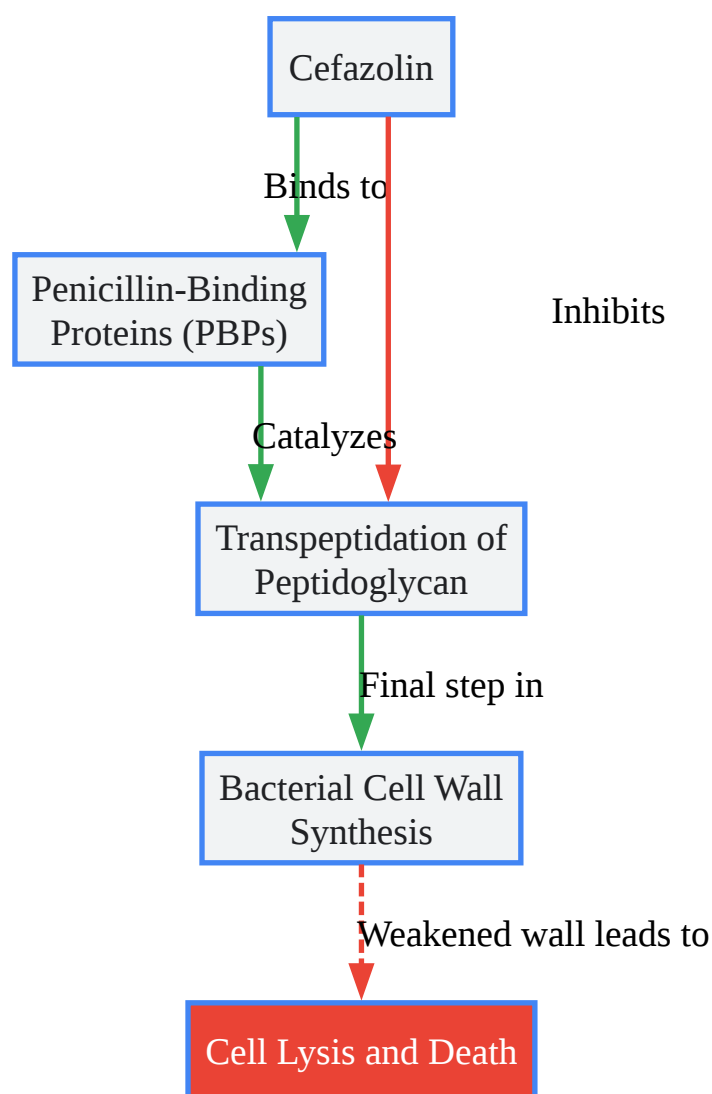 Cefazolin
Binds to
Penicillin-Binding
Proteins (PBPs)
Inhibits
Catalyzes
Transpeptidation of
Peptidoglycan
Final step in
Bacterial Cell Wall
Synthesis
Weakened wall leads to
Cell Lysis and Death